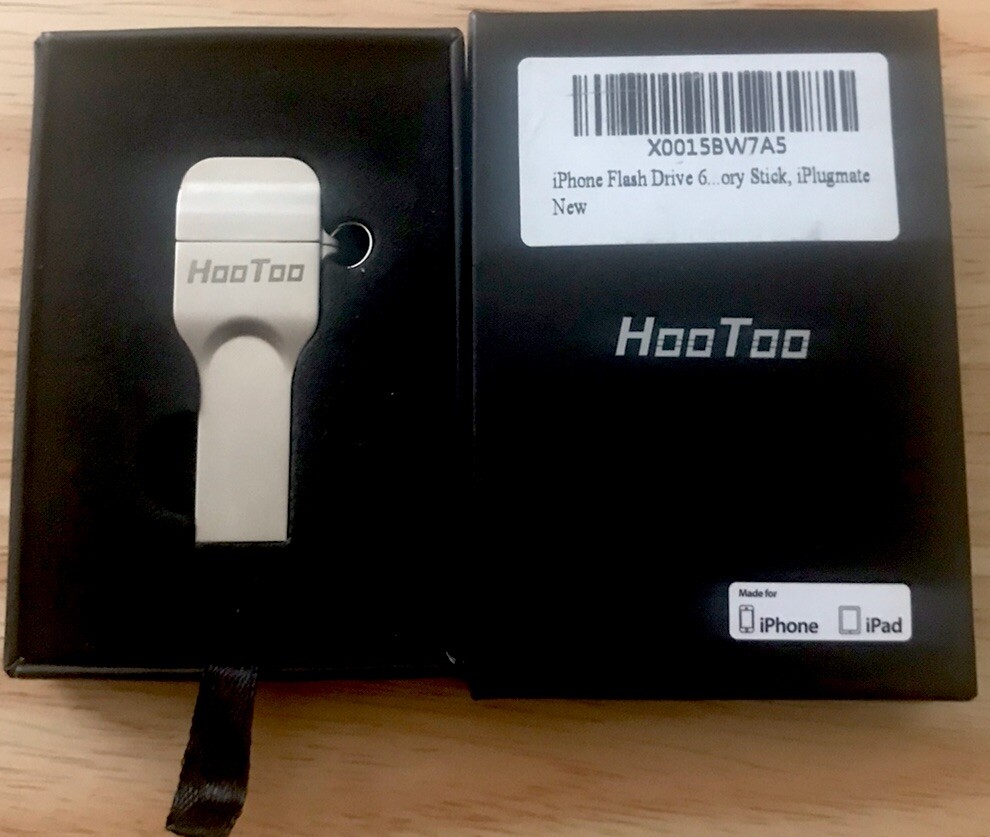 HooToo
X0015BW7A5
iPhone Flash Drive 6...ory Stick, iPlugmate
New
HooToo
Made for
iPhone iPad